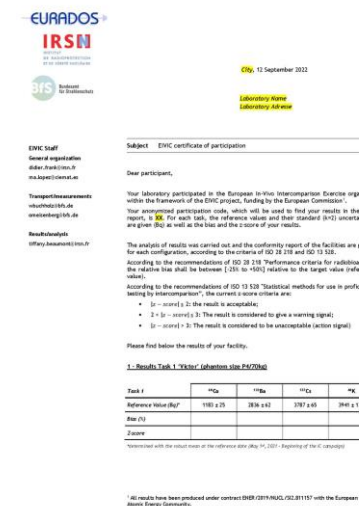 EURADOS
IRSN
INSTITUT
DE RADIOPROTECTION
ET DE SÛRETÉ NUCLÉAIRE
BfS Bundesamt
für Strahlenschutz
City, 12 September 2022
Laboratory Name
Laboratory Adresse
EIVIC Staff
General organization
didier.franck@irsn.fr
ma.lopez@ciemat.es
Transport/measurements
wbuchholz@bfs.de
Results/analysis
tiffany.beaumont@irsn.fr
Subject EIVIC certificate of participation
Dear participant,
Your laboratory participated in the European In-Vivo Intercomparison Exercise orga
within the framework of the EIVIC project, funding by the European Commission¹.
Your anonymised participation code, which will be used to find your results in the
report, is XX. For each task, the reference values and their standard (k=2) uncerta
are given (Bq) as well as the bias and the z-score of your results.
The analysis of results was carried out and the conformity report of the facilities are p
for each configuration, according to the criteria of ISO 28 218 and ISO 13 528.
According to the recommendations of ISO 28 218 "Performance criteria for radiobioa
the relative bias shall be between [-25% to +50%] relative to the target value (refe
value).
According to the recommendations of ISO 13 528 "Statistical methods for use in profic
testing by intercomparison", the current z-score criteria are:
• |z − score| ≤ 2: the result is acceptable;
• 2 < |z − score| ≤ 3: The result is considered to give a warning signal;
• |z − score| > 3: The result is considered to be unacceptable (action signal)
Please find below the results of your facility.
1 - Results Task 1 'Victor' (phantom size P4/70kg)
Task 1 ⁶⁰Co ¹³³Ba ¹³⁷Cs ⁴⁰K
Reference Value (Bq)* 1183 ± 25 2836 ± 62 3787 ± 65
Bias (%)
Z-score
*determined with the robust mean at the reference date (May 1ˢᵗ, 2021 - Beginning of the IC campaign)
¹ All results have been produced under contract ENER/2019/NUCL/SI2.811157 with the European
Atomic Energy Community.